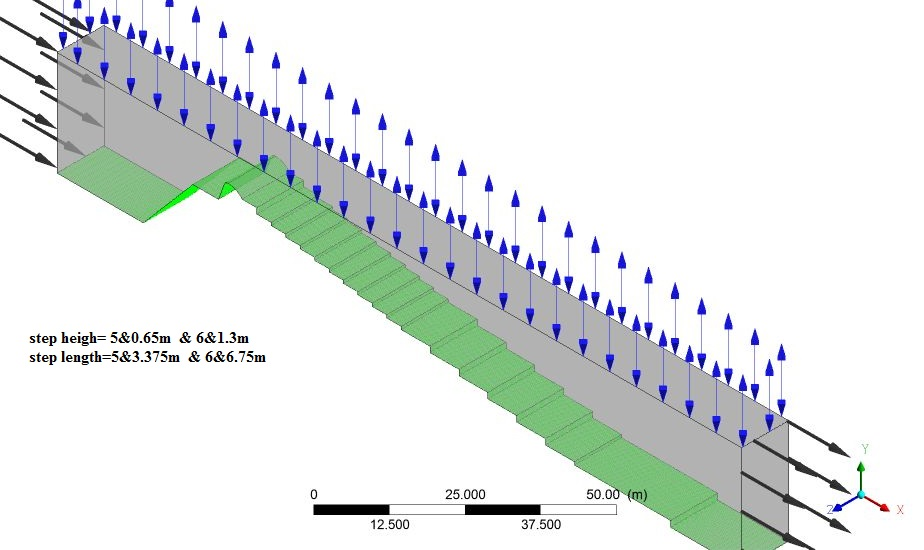 step heigh= 5&0.65m & 6&1.3m
step length=5&3.375m & 6&6.75m
0 25.000 50.00 (m)
12.500 37.500
Y
Z X